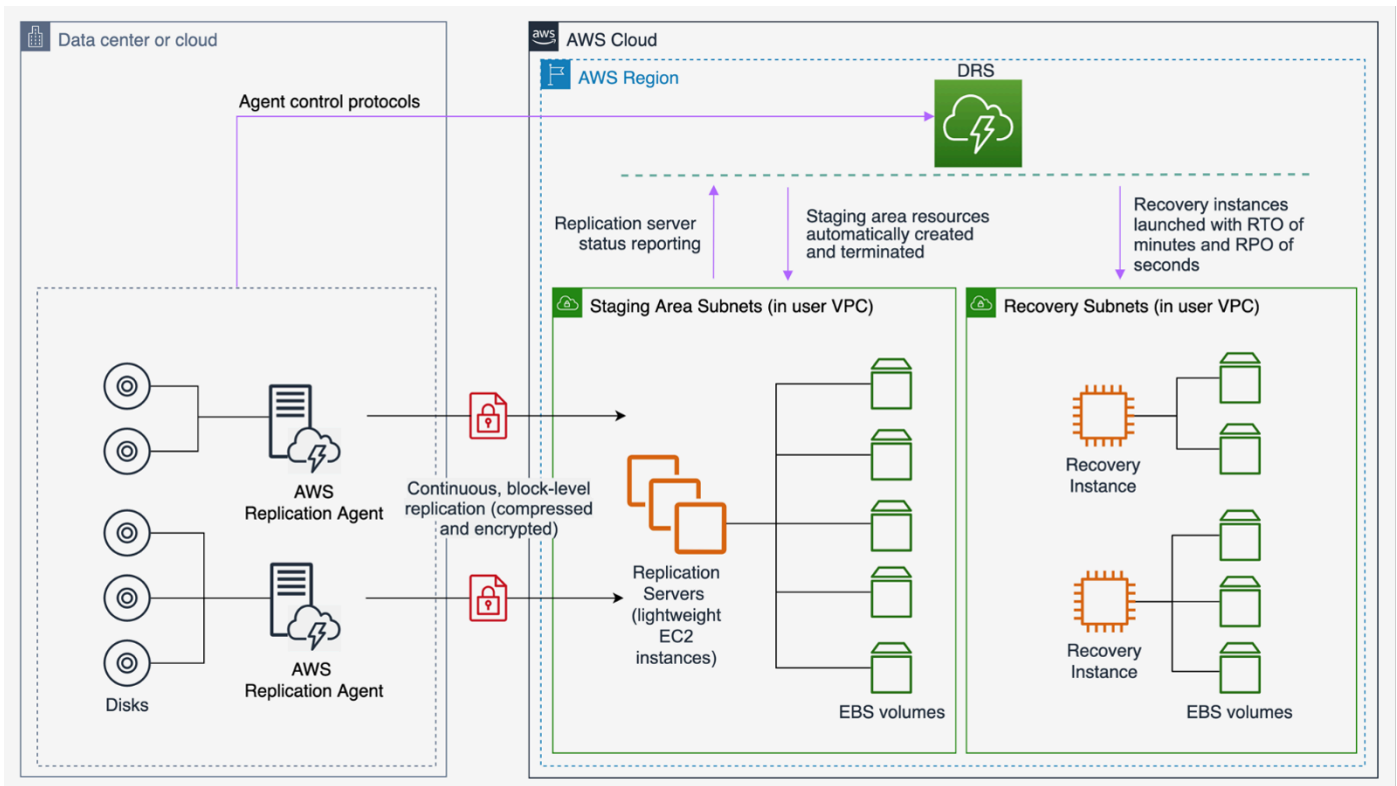 Data center or cloud
aws
AWS Cloud
AWS Region
DRS
Agent control protocols
Replication server
status reporting
Staging area resources
automatically created
and terminated
Recovery instances
launched with RTO of
minutes and RPO of
seconds
Staging Area Subnets (in user VPC)
Recovery Subnets (in user VPC)
AWS
Replication Agent
Continuous, block-level
replication (compressed
and encrypted)
AWS
Replication Agent
Disks
Replication
Servers
(lightweight
EC2
instances)
EBS volumes
Recovery
Instance
Recovery
Instance
EBS volumes